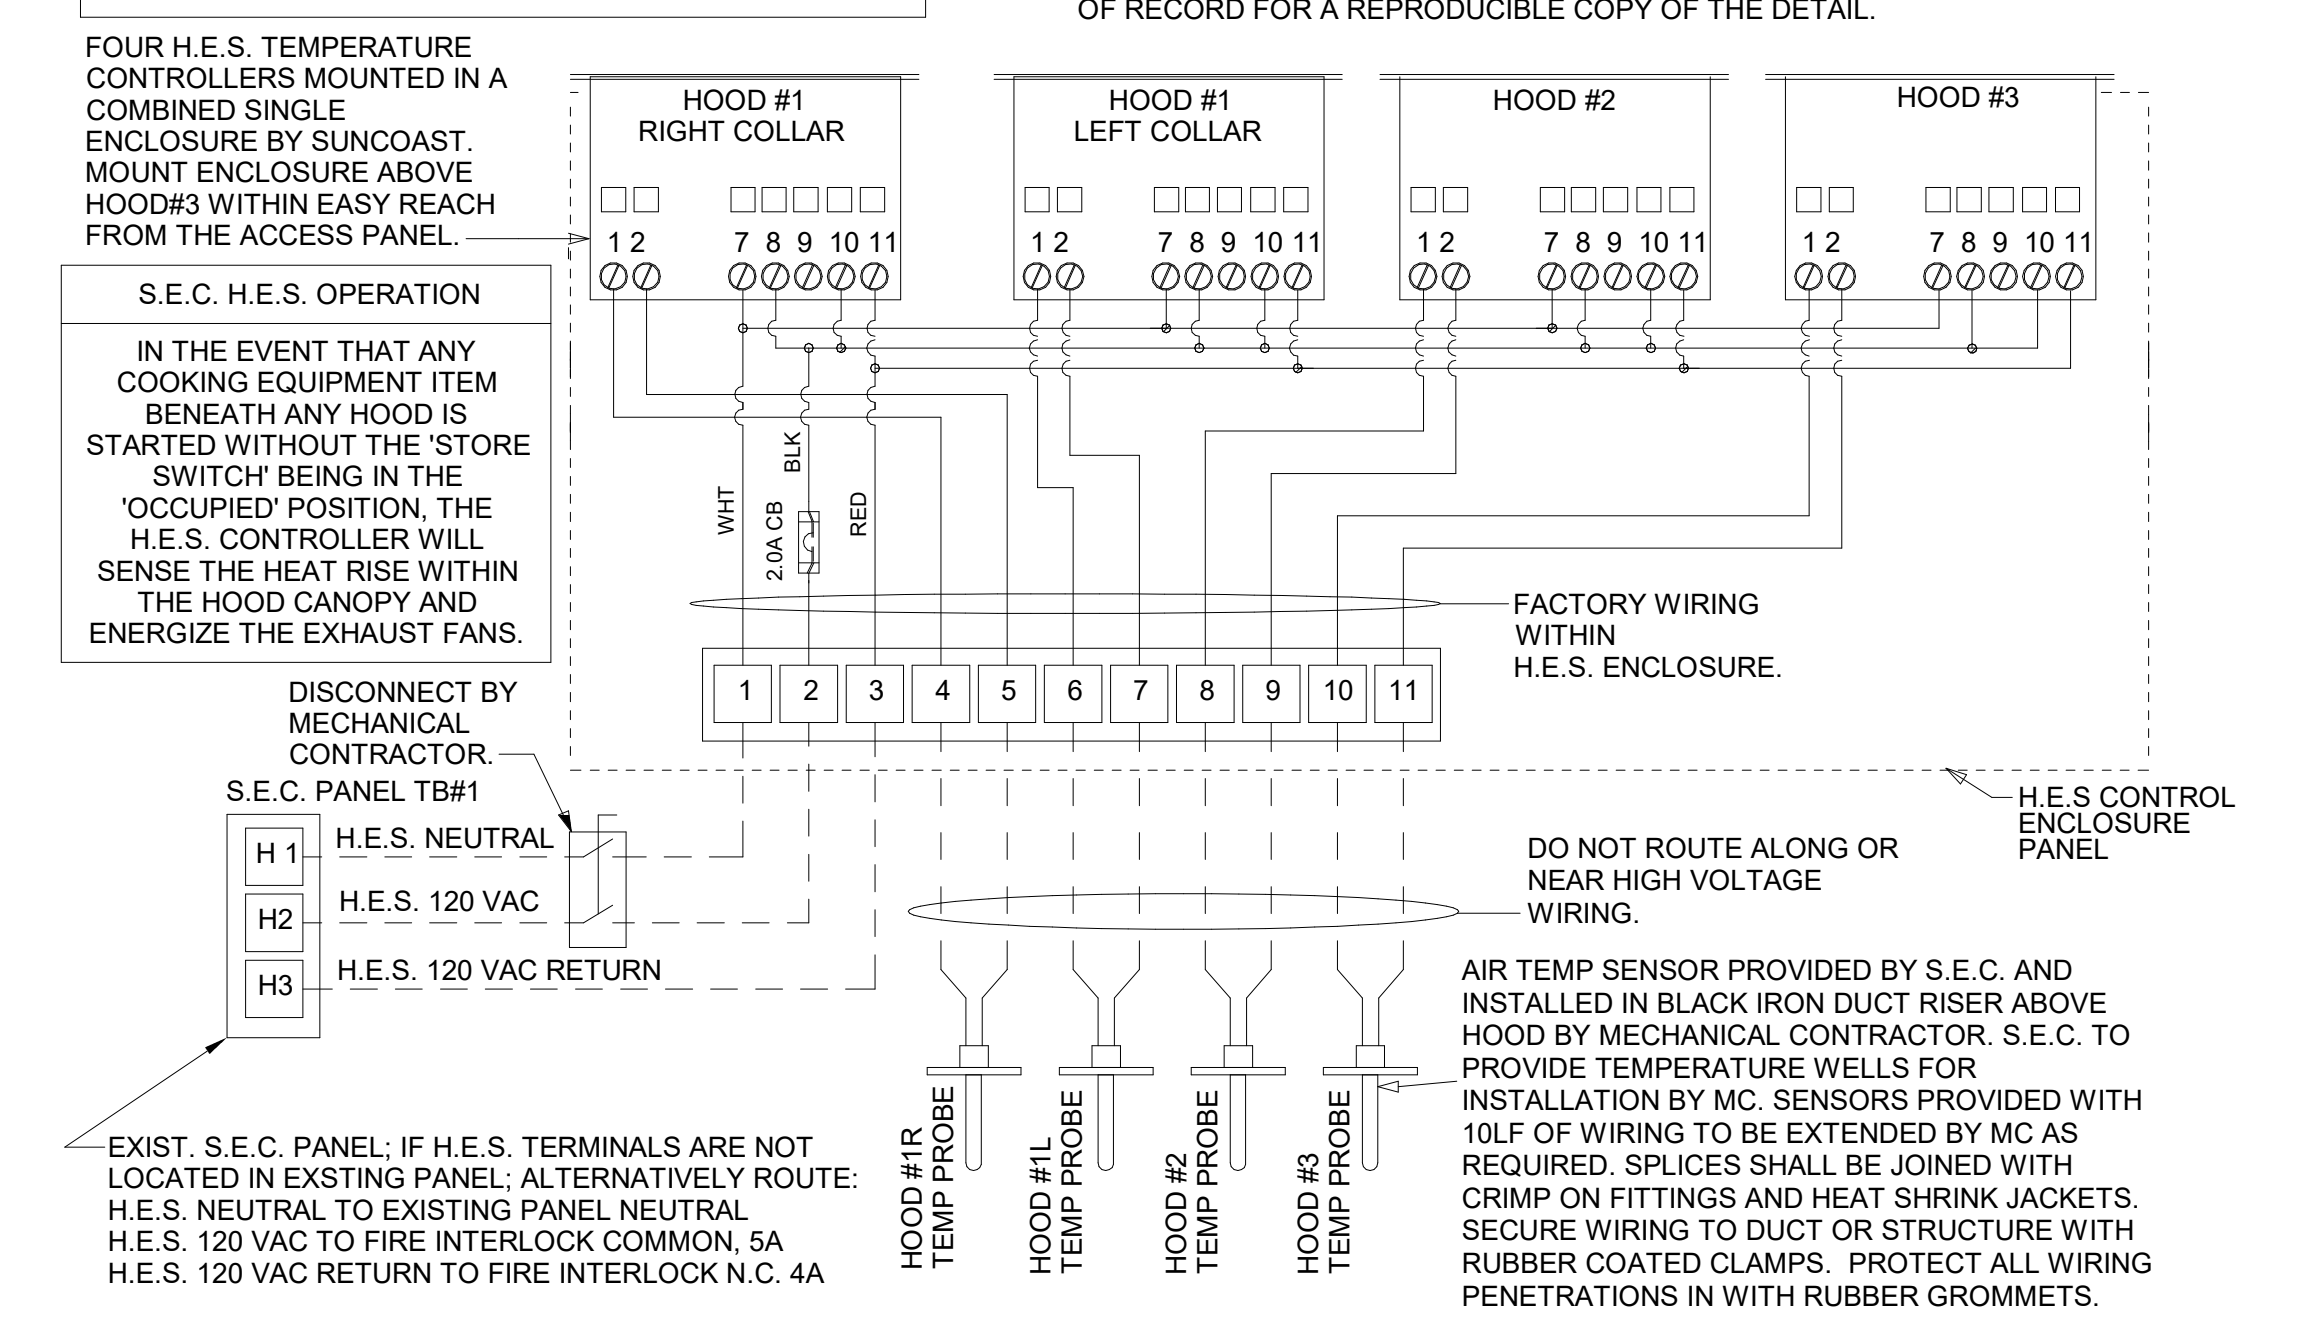 OF RECORD FOR A REPRODUCIBLE COPY OF THE DETAIL.
FOUR H.E.S. TEMPERATURE
CONTROLLERS MOUNTED IN A
COMBINED SINGLE
ENCLOSURE BY SUNCOAST.
MOUNT ENCLOSURE ABOVE
HOOD#3 WITHIN EASY REACH
FROM THE ACCESS PANEL.
HOOD #1
RIGHT COLLAR
1 2 7 8 9 10 11
HOOD #1
LEFT COLLAR
1 2 7 8 9 10 11
HOOD #2
1 2 7 8 9 10 11
HOOD #3
1 2 7 8 9 10 11
S.E.C. H.E.S. OPERATION
IN THE EVENT THAT ANY
COOKING EQUIPMENT ITEM
BENEATH ANY HOOD IS
STARTED WITHOUT THE 'STORE
SWITCH' BEING IN THE
'OCCUPIED' POSITION, THE
H.E.S. CONTROLLER WILL
SENSE THE HEAT RISE WITHIN
THE HOOD CANOPY AND
ENERGIZE THE EXHAUST FANS.
WHT
2.0A CB
BLK
RED
FACTORY WIRING
WITHIN
H.E.S. ENCLOSURE.
1 2 3 4 5 6 7 8 9 10 11
DISCONNECT BY
MECHANICAL
CONTRACTOR.
S.E.C. PANEL TB#1
H 1
H.E.S. NEUTRAL
H2
H.E.S. 120 VAC
H3
H.E.S. 120 VAC RETURN
H.E.S CONTROL
ENCLOSURE
PANEL
DO NOT ROUTE ALONG OR
NEAR HIGH VOLTAGE
WIRING.
AIR TEMP SENSOR PROVIDED BY S.E.C. AND
INSTALLED IN BLACK IRON DUCT RISER ABOVE
HOOD BY MECHANICAL CONTRACTOR. S.E.C. TO
PROVIDE TEMPERATURE WELLS FOR
INSTALLATION BY MC. SENSORS PROVIDED WITH
10LF OF WIRING TO BE EXTENDED BY MC AS
REQUIRED. SPLICES SHALL BE JOINED WITH
CRIMP ON FITTINGS AND HEAT SHRINK JACKETS.
SECURE WIRING TO DUCT OR STRUCTURE WITH
RUBBER COATED CLAMPS. PROTECT ALL WIRING
PENETRATIONS IN WITH RUBBER GROMMETS.
EXIST. S.E.C. PANEL; IF H.E.S. TERMINALS ARE NOT
LOCATED IN EXSTING PANEL; ALTERNATIVELY ROUTE:
H.E.S. NEUTRAL TO EXISTING PANEL NEUTRAL
H.E.S. 120 VAC TO FIRE INTERLOCK COMMON, 5A
H.E.S. 120 VAC RETURN TO FIRE INTERLOCK N.C. 4A
HOOD #1R
TEMP PROBE
HOOD #1L
TEMP PROBE
HOOD #2
TEMP PROBE
HOOD #3
TEMP PROBE